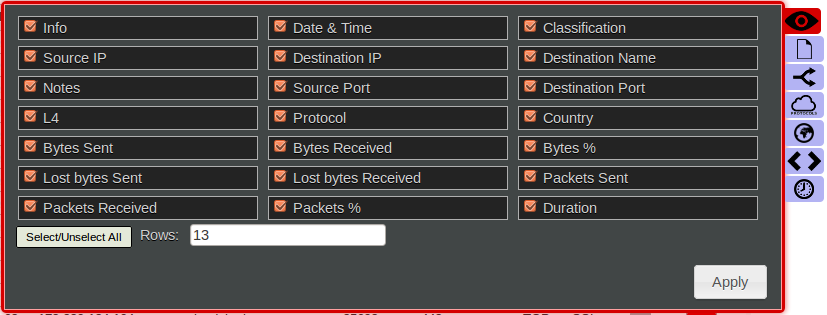 Info Date & Time Classification
Source IP Destination IP Destination Name
Notes Source Port Destination Port
L4 Protocol Country
Bytes Sent Bytes Received Bytes %
Lost bytes Sent Lost bytes Received Packets Sent
Packets Received Packets % Duration
Select/Unselect All Rows: 13
Apply
PROTOCOLS